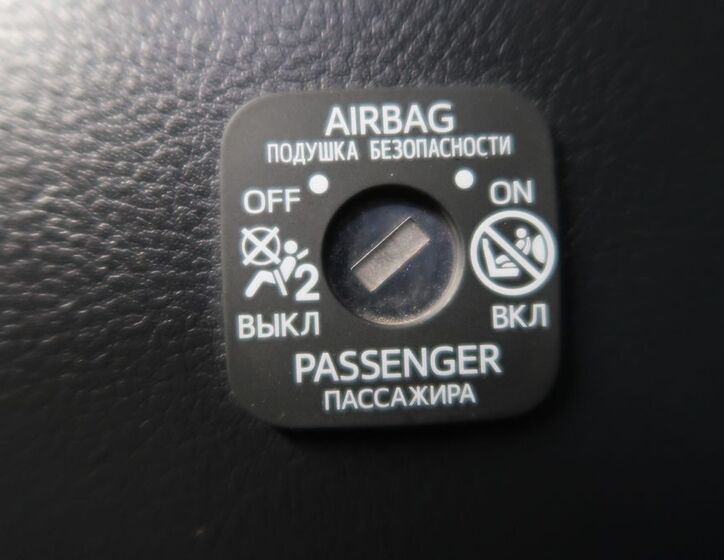 AIRBAG
ПОДУШКА БЕЗОПАСНОСТИ
OFF
ON
2
ВЫКЛ
ВКЛ
PASSENGER
ПАССАЖИРА